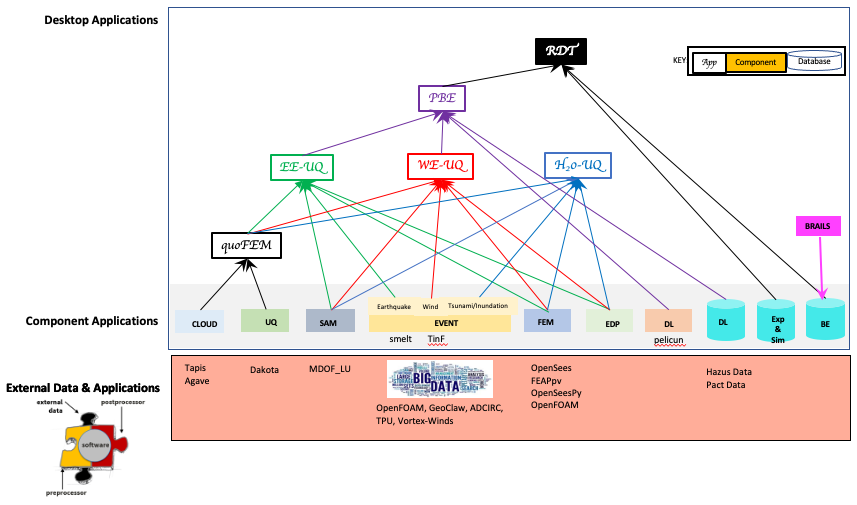 Desktop Applications
RDT
KEY
App
Component
Database
PBE
EE-UQ
WE-UQ
H2o-UQ
BRAILS
quoFEM
Component Applications
CLOUD
UQ
SAM
Earthquake
Wind
Tsunami/Inundation
EVENT
FEM
EDP
DL
DL
Exp
&
Sim
BE
smelt
TinF
pelicun
External Data & Applications
Tapis
Agave
Dakota
MDOF_LU
BIG
DATA
OpenFOAM, GeoClaw, ADCIRC,
TPU, Vortex-Winds
OpenSees
FEAPpv
OpenSeesPy
OpenFOAM
Hazus Data
Pact Data
external
data
postprocessor
software
preprocessor